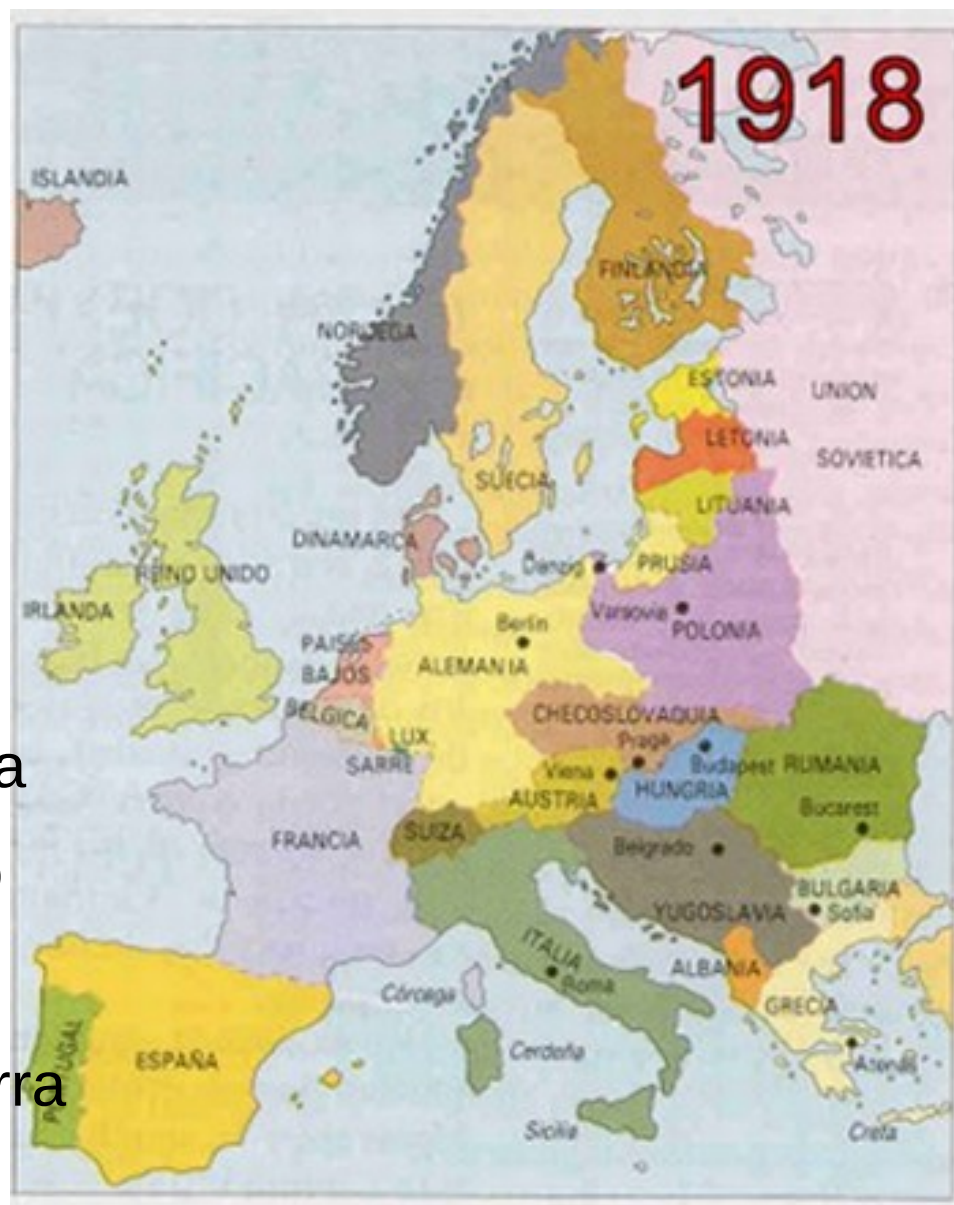 1918
ISLANDIA
FINLANDIA
NORUEGA
ESTONIA
UNION
LETONIA
SOVIETICA
SUECIA
LITUANIA
DINAMARCA
Danzig
PRUSIA
REINO UNIDO
IRLANDA
Varsovia
POLONIA
Berlín
PAISES
BAJOS
ALEMANIA
BELGICA
CHECOSLOVAQUIA
LUX
Praga
SARRE
Viena
Budapest
RUMANIA
a
AUSTRIA
HUNGRIA
Bucarest
FRANCIA
SUIZA
Belgrado
BULGARIA
Sofia
YUGOSLAVIA
ITALIA
Roma
ALBANIA
Córcega
GRECIA
PORTUGAL
ESPAÑA
Cerdeña
Atenas
rra
Sicilia
Creta